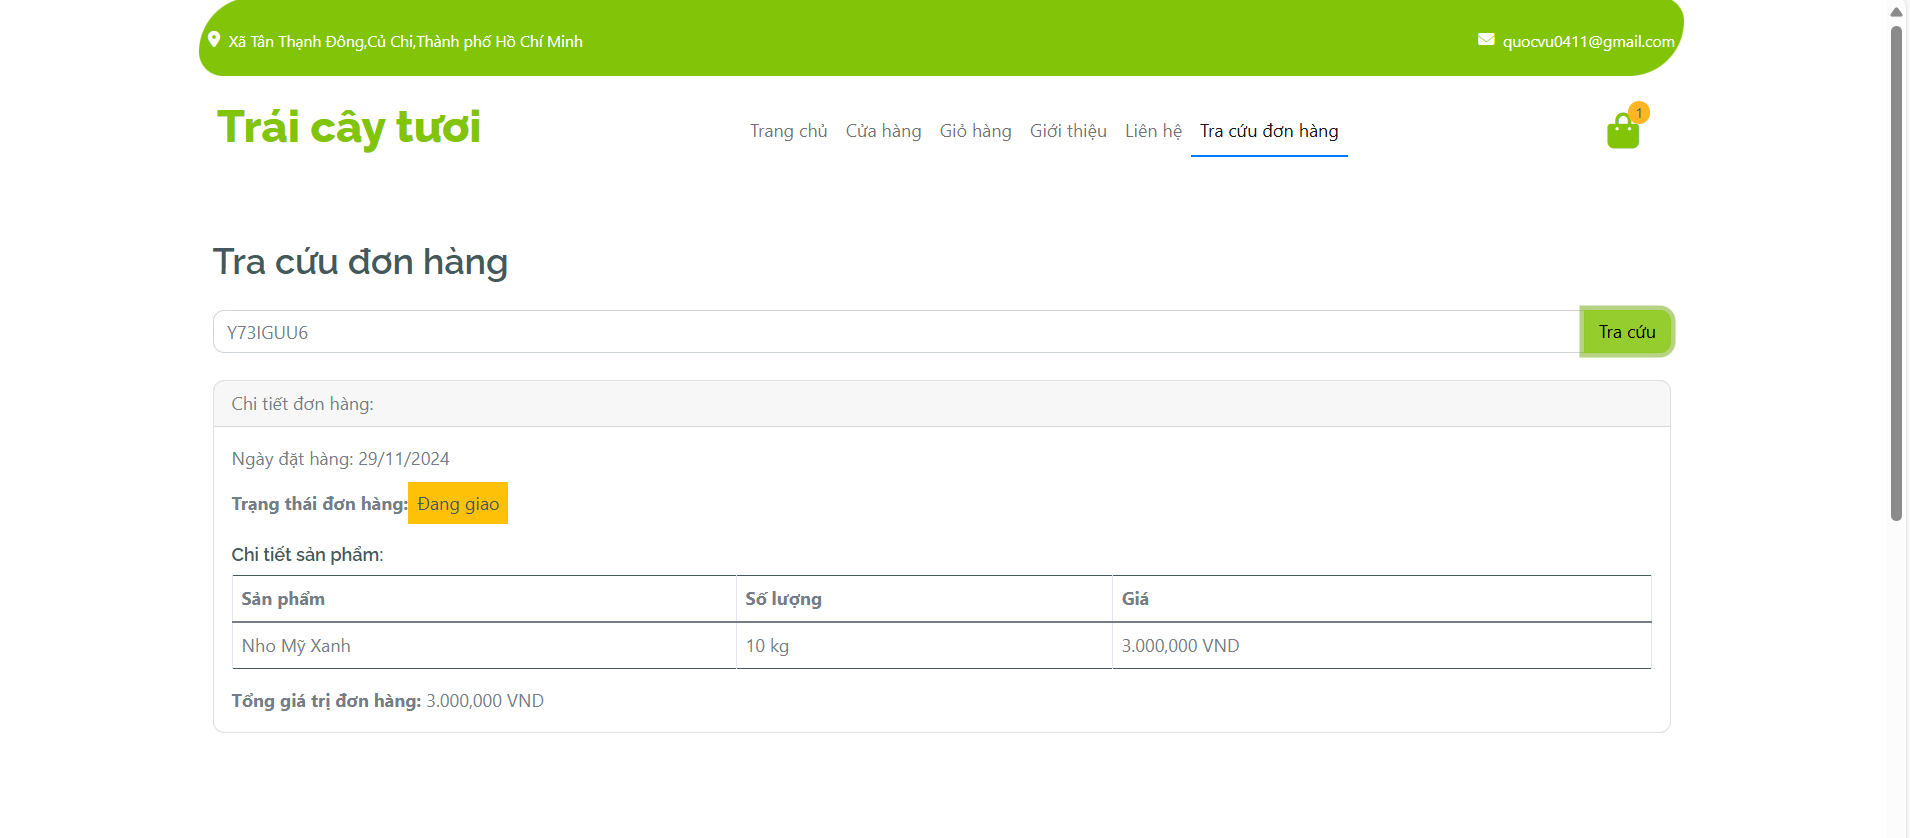 Xã Tân Thạnh Đông,Củ Chi,Thành phố Hồ Chí Minh
quocvu0411@gmail.com
Trái cây tươi
Trang chủ Cửa hàng Giỏ hàng Giới thiệu Liên hệ Tra cứu đơn hàng
1
Tra cứu đơn hàng
Y73IGUU6
Tra cứu
Chi tiết đơn hàng:
Ngày đặt hàng: 29/11/2024
Trạng thái đơn hàng: Đang giao
Chi tiết sản phẩm:
Sản phẩm Số lượng Giá
Nho Mỹ Xanh 10 kg 3.000,000 VND
Tổng giá trị đơn hàng: 3.000,000 VND